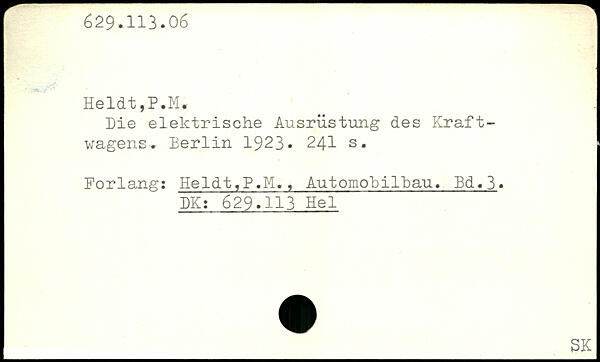 629.113.06
Heldt,P.M.
Die elektrische Ausrüstung des Kraft-
wagens. Berlin 1923. 241 s.
Forlang: Heldt,P.M., Automobilbau. Bd.3.
DK: 629.113 Hel
SK